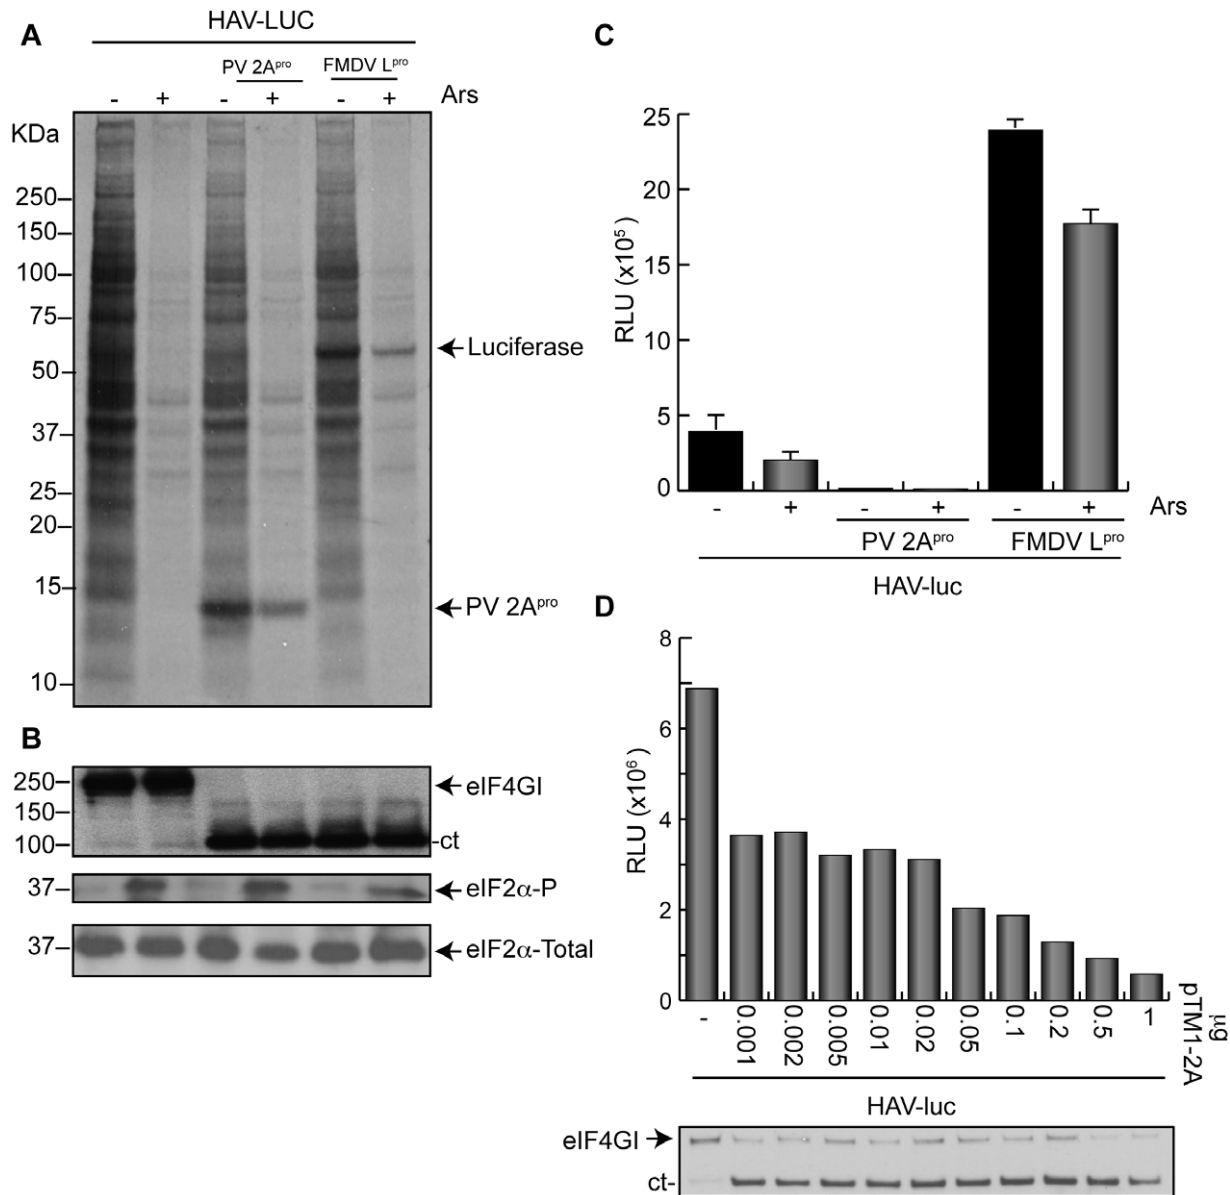 A
HAV-LUC
PV 2Apro
FMDV Lpro
- + - + - + Ars
KDa
250
150
100
75
50
37
25
20
15
10
Luciferase
PV 2Apro
B
250
150
100
eIF4GI
-ct
37
eIF2α-P
37
eIF2α-Total
C
RLU (x10⁵)
25
20
15
10
5
0
- + - + - + Ars
PV 2Apro
FMDV Lpro
HAV-luc
D
RLU (x10⁶)
8
6
4
2
0
- 0.001 0.002 0.005 0.01 0.02 0.05 0.1 0.2 0.5 1
µg
pTM1-2A
HAV-luc
eIF4GI
ct-